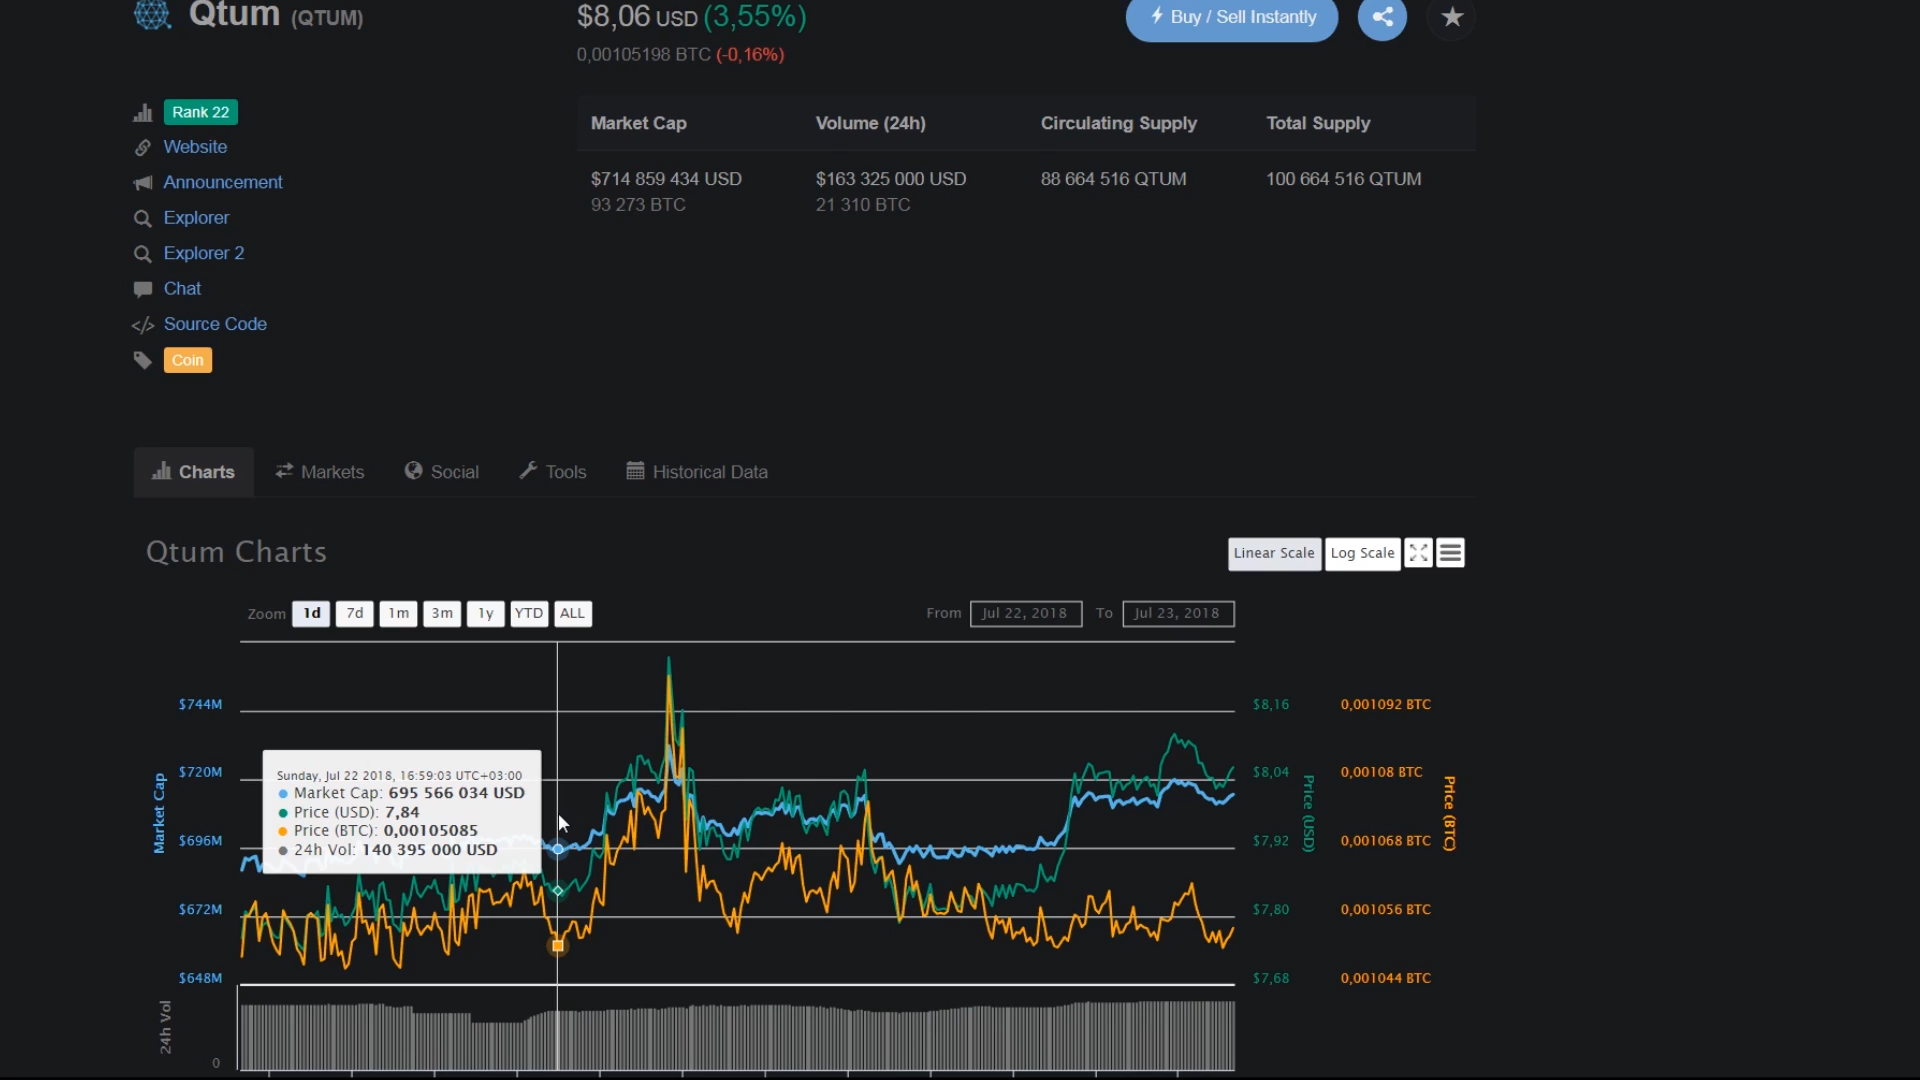 Qtum (QTUM)
$8,06 USD (3,55%)
0,00105198 BTC (-0,16%)
Buy / Sell Instantly
Rank 22
Website
Announcement
Explorer
Explorer 2
Chat
Source Code
Coin
Market Cap Volume (24h) Circulating Supply Total Supply
$714 859 434 USD $163 325 000 USD 88 664 516 QTUM 100 664 516 QTUM
93 273 BTC 21 310 BTC
Charts Markets Social Tools Historical Data
Qtum Charts
Linear Scale Log Scale
Zoom 1d 7d 1m 3m 1y YTD ALL
From Jul 22, 2018 To Jul 23, 2018
$744M $8,16 0,001092 BTC
$720M $8,04 0,00108 BTC
$696M $7,92 0,001068 BTC
$672M $7,80 0,001056 BTC
$648M $7,68 0,001044 BTC
Market Cap
Price (USD)
Price (BTC)
Sunday, Jul 22 2018, 16:59:03 UTC+03:00
Market Cap: 695 566 034 USD
Price (USD): 7,84
Price (BTC): 0,00105085
24h Vol: 140 395 000 USD
24h Vol
0